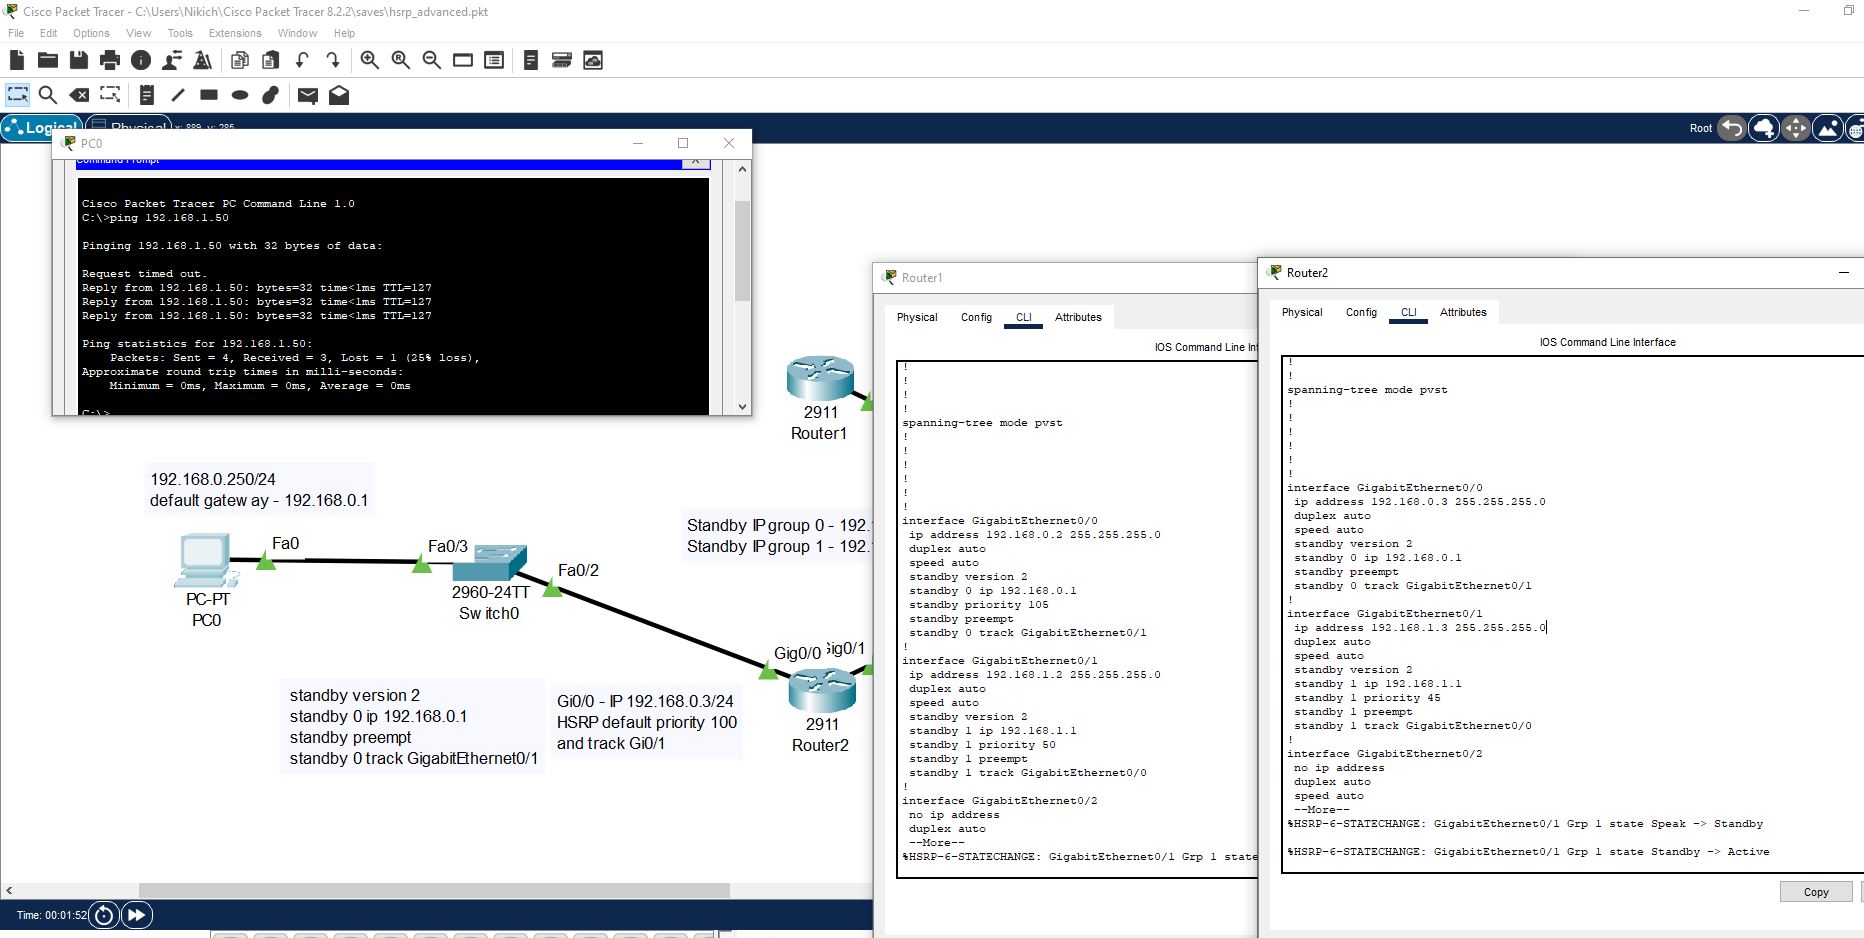 Cisco Packet Tracer - C:\Users\Nikich\Cisco Packet Tracer 8.2.2\saves\hsrp_advanced.pkt
File Edit Options View Tools Extensions Window Help
Logical Physical x: 889, y: 285
Root
PC0
Command Prompt
X
Cisco Packet Tracer PC Command Line 1.0
C:\>ping 192.168.1.50
Pinging 192.168.1.50 with 32 bytes of data:
Request timed out.
Reply from 192.168.1.50: bytes=32 time<1ms TTL=127
Reply from 192.168.1.50: bytes=32 time<1ms TTL=127
Reply from 192.168.1.50: bytes=32 time<1ms TTL=127
Ping statistics for 192.168.1.50:
Packets: Sent = 4, Received = 3, Lost = 1 (25% loss),
Approximate round trip times in milli-seconds:
Minimum = 0ms, Maximum = 0ms, Average = 0ms
C:\>
2911
Router1
192.168.0.250/24
default gatew ay - 192.168.0.1
Fa0
Fa0/3
Fa0/2
PC-PT
PC0
2960-24TT
Sw itch0
Standby IP group 0 - 192.
Standby IP group 1 - 192.
Gig0/0
Gig0/1
2911
Router2
standby version 2
standby 0 ip 192.168.0.1
standby preempt
standby 0 track GigabitEthernet0/1
Gi0/0 - IP 192.168.0.3/24
HSRP default priority 100
and track Gi0/1
Router1
Physical Config CLI Attributes
IOS Command Line Int
!
!
!
!
spanning-tree mode pvst
!
!
!
!
!
!
interface GigabitEthernet0/0
ip address 192.168.0.2 255.255.255.0
duplex auto
speed auto
standby version 2
standby 0 ip 192.168.0.1
standby priority 105
standby preempt
standby 0 track GigabitEthernet0/1
!
interface GigabitEthernet0/1
ip address 192.168.1.2 255.255.255.0
duplex auto
speed auto
standby version 2
standby 1 ip 192.168.1.1
standby 1 priority 50
standby 1 preempt
standby 1 track GigabitEthernet0/0
!
interface GigabitEthernet0/2
no ip address
duplex auto
--More--
%HSRP-6-STATECHANGE: GigabitEthernet0/1 Grp 1 state
Router2
Physical Config CLI Attributes
IOS Command Line Interface
!
!
spanning-tree mode pvst
!
!
!
!
!
!
interface GigabitEthernet0/0
ip address 192.168.0.3 255.255.255.0
duplex auto
speed auto
standby version 2
standby 0 ip 192.168.0.1
standby preempt
standby 0 track GigabitEthernet0/1
!
interface GigabitEthernet0/1
ip address 192.168.1.3 255.255.255.0
duplex auto
speed auto
standby version 2
standby 1 ip 192.168.1.1
standby 1 priority 45
standby 1 preempt
standby 1 track GigabitEthernet0/0
!
interface GigabitEthernet0/2
no ip address
duplex auto
speed auto
--More--
%HSRP-6-STATECHANGE: GigabitEthernet0/1 Grp 1 state Speak -> Standby
%HSRP-6-STATECHANGE: GigabitEthernet0/1 Grp 1 state Standby -> Active
Copy
Time: 00:01:52